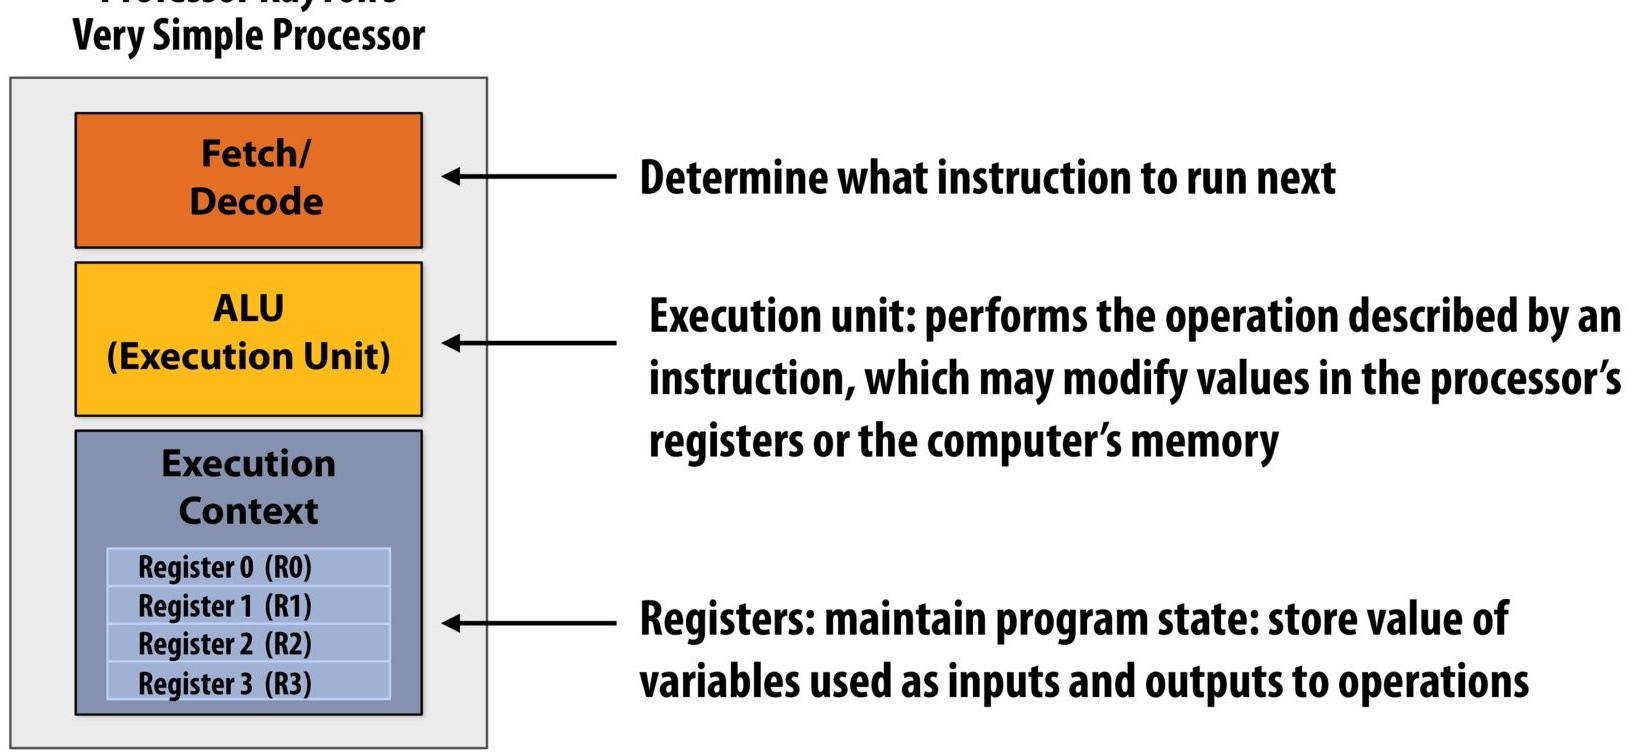 Very Simple Processor
Fetch/
Decode
Determine what instruction to run next
ALU
(Execution Unit)
Execution unit: performs the operation described by an
instruction, which may modify values in the processor’s
registers or the computer’s memory
Execution
Context
Register 0 (R0)
Register 1 (R1)
Register 2 (R2)
Register 3 (R3)
Registers: maintain program state: store value of
variables used as inputs and outputs to operations